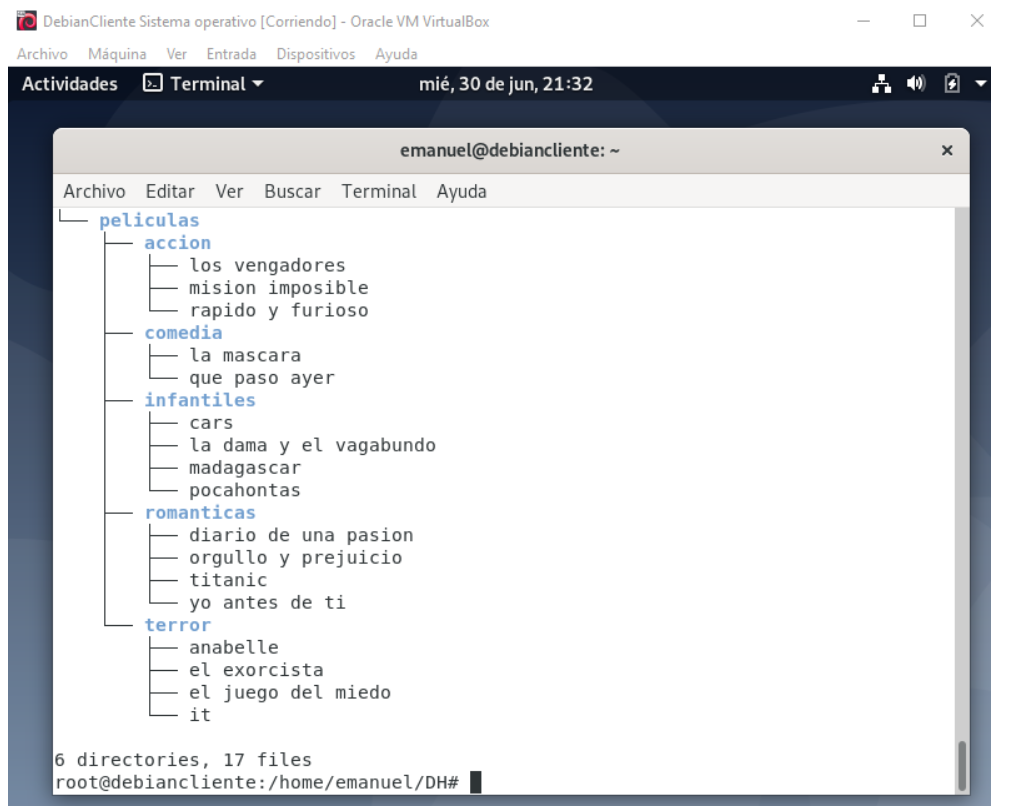 DebianCliente Sistema operativo [Corriendo] - Oracle VM VirtualBox
Archivo Máquina Ver Entrada Dispositivos Ayuda
Actividades Terminal mié, 30 de jun, 21:32
emanuel@debiancliente: ~
Archivo Editar Ver Buscar Terminal Ayuda
└── peliculas
    ├── accion
    │   ├── los vengadores
    │   ├── mision imposible
    │   └── rapido y furioso
    ├── comedia
    │   ├── la mascara
    │   └── que paso ayer
    ├── infantiles
    │   ├── cars
    │   ├── la dama y el vagabundo
    │   ├── madagascar
    │   └── pocahontas
    ├── romanticas
    │   ├── diario de una pasion
    │   ├── orgullo y prejuicio
    │   ├── titanic
    │   └── yo antes de ti
    └── terror
        ├── anabelle
        ├── el exorcista
        ├── el juego del miedo
        └── it
6 directories, 17 files
root@debiancliente:/home/emanuel/DH#